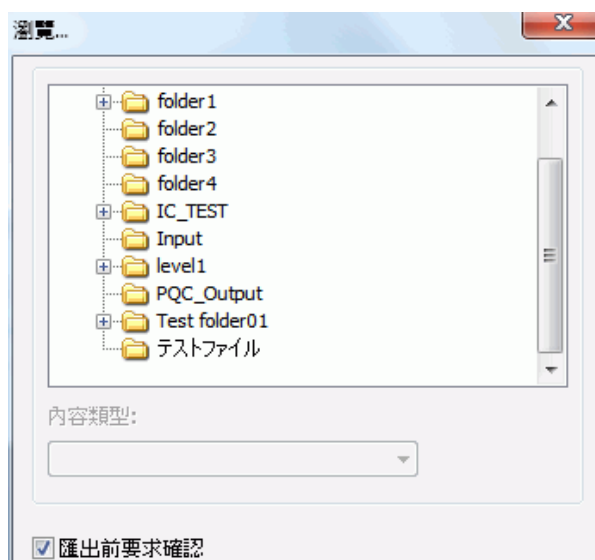 瀏覽...
folder1
folder2
folder3
folder4
IC_TEST
Input
level1
PQC_Output
Test folder01
テストファイル
內容類型:
匯出前要求確認